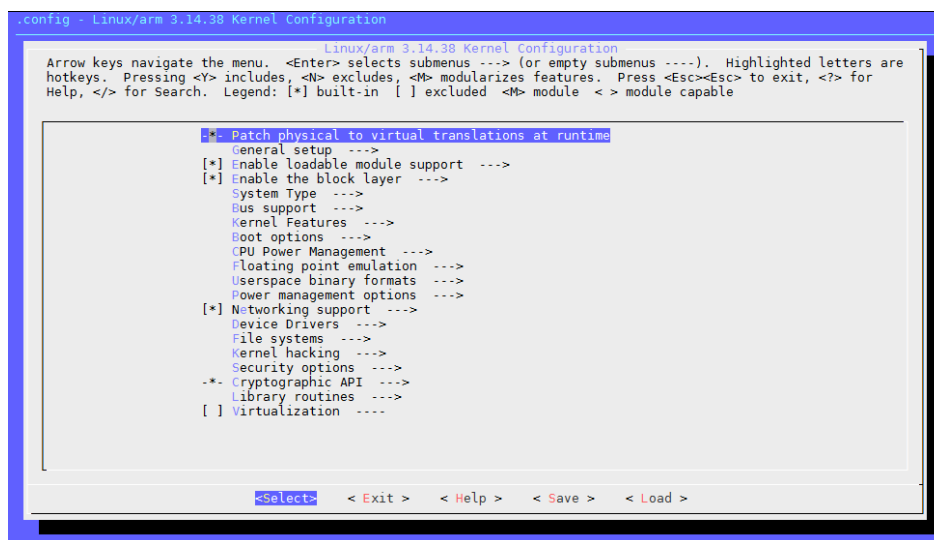 .config - Linux/arm 3.14.38 Kernel Configuration
Linux/arm 3.14.38 Kernel Configuration
Arrow keys navigate the menu.  <Enter> selects submenus ---> (or empty submenus ----).  Highlighted letters are
hotkeys.  Pressing <Y> includes, <N> excludes, <M> modularizes features.  Press <Esc><Esc> to exit, <?> for
Help, </> for Search.  Legend: [*] built-in  [ ] excluded  <M> module  < > module capable
-*- Patch physical to virtual translations at runtime
General setup  --->
[*] Enable loadable module support  --->
[*] Enable the block layer  --->
System Type  --->
Bus support  --->
Kernel Features  --->
Boot options  --->
CPU Power Management  --->
Floating point emulation  --->
Userspace binary formats  --->
Power management options  --->
[*] Networking support  --->
Device Drivers  --->
File systems  --->
Kernel hacking  --->
Security options  --->
-*- Cryptographic API  --->
Library routines  --->
[ ] Virtualization  ----
<Select>    < Exit >    < Help >    < Save >    < Load >